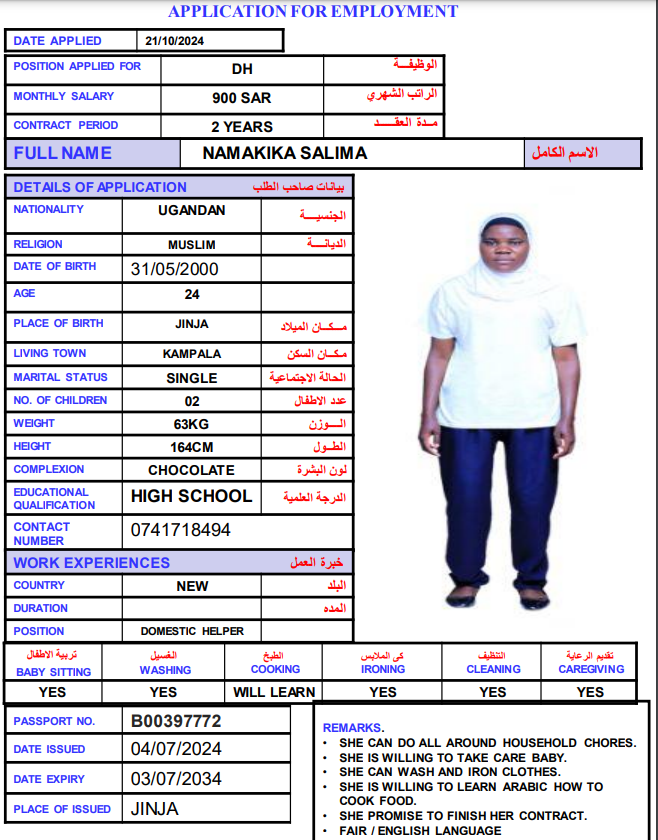 APPLICATION FOR EMPLOYMENT
DATE APPLIED 21/10/2024
POSITION APPLIED FOR DH الوظيفـــة
MONTHLY SALARY 900 SAR الراتب الشهري
CONTRACT PERIOD 2 YEARS مـدة العقـــد
FULL NAME NAMAKIKA SALIMA الاسم الكامل
DETAILS OF APPLICATION بيانات صاحب الطلب
NATIONALITY UGANDAN الجنسيـــة
RELIGION MUSLIM الديانـــة
DATE OF BIRTH 31/05/2000
AGE 24
PLACE OF BIRTH JINJA مـكـان الميلاد
LIVING TOWN KAMPALA مكـان السكن
MARITAL STATUS SINGLE الحالة الاجتماعية
NO. OF CHILDREN 02 عدد الاطفال
WEIGHT 63KG الـــوزن
HEIGHT 164CM الطــول
COMPLEXION CHOCOLATE لون البشرة
EDUCATIONAL QUALIFICATION HIGH SCHOOL الدرجة العلمية
CONTACT NUMBER 0741718494
WORK EXPERIENCES خبرة العمل
COUNTRY NEW البلد
DURATION المده
POSITION DOMESTIC HELPER
تربية الاطفال الغسيل الطبخ كي الملابس التنظيف تقديم الرعاية
BABY SITTING WASHING COOKING IRONING CLEANING CAREGIVING
YES YES WILL LEARN YES YES YES
PASSPORT NO. B00397772
DATE ISSUED 04/07/2024
DATE EXPIRY 03/07/2034
PLACE OF ISSUED JINJA
REMARKS.
• SHE CAN DO ALL AROUND HOUSEHOLD CHORES.
• SHE IS WILLING TO TAKE CARE BABY.
• SHE CAN WASH AND IRON CLOTHES.
• SHE IS WILLING TO LEARN ARABIC HOW TO
COOK FOOD.
• SHE PROMISE TO FINISH HER CONTRACT.
• FAIR / ENGLISH LANGUAGE